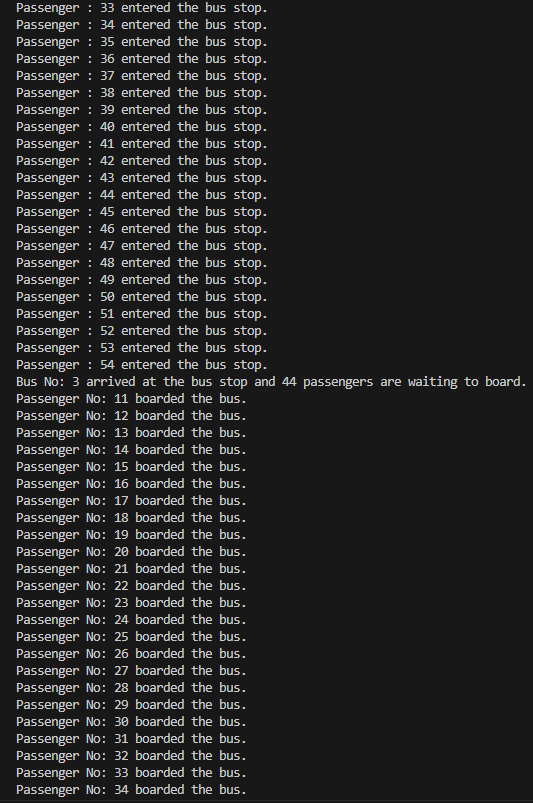 Passenger : 33 entered the bus stop.
Passenger : 34 entered the bus stop.
Passenger : 35 entered the bus stop.
Passenger : 36 entered the bus stop.
Passenger : 37 entered the bus stop.
Passenger : 38 entered the bus stop.
Passenger : 39 entered the bus stop.
Passenger : 40 entered the bus stop.
Passenger : 41 entered the bus stop.
Passenger : 42 entered the bus stop.
Passenger : 43 entered the bus stop.
Passenger : 44 entered the bus stop.
Passenger : 45 entered the bus stop.
Passenger : 46 entered the bus stop.
Passenger : 47 entered the bus stop.
Passenger : 48 entered the bus stop.
Passenger : 49 entered the bus stop.
Passenger : 50 entered the bus stop.
Passenger : 51 entered the bus stop.
Passenger : 52 entered the bus stop.
Passenger : 53 entered the bus stop.
Passenger : 54 entered the bus stop.
Bus No: 3 arrived at the bus stop and 44 passengers are waiting to board.
Passenger No: 11 boarded the bus.
Passenger No: 12 boarded the bus.
Passenger No: 13 boarded the bus.
Passenger No: 14 boarded the bus.
Passenger No: 15 boarded the bus.
Passenger No: 16 boarded the bus.
Passenger No: 17 boarded the bus.
Passenger No: 18 boarded the bus.
Passenger No: 19 boarded the bus.
Passenger No: 20 boarded the bus.
Passenger No: 21 boarded the bus.
Passenger No: 22 boarded the bus.
Passenger No: 23 boarded the bus.
Passenger No: 24 boarded the bus.
Passenger No: 25 boarded the bus.
Passenger No: 26 boarded the bus.
Passenger No: 27 boarded the bus.
Passenger No: 28 boarded the bus.
Passenger No: 29 boarded the bus.
Passenger No: 30 boarded the bus.
Passenger No: 31 boarded the bus.
Passenger No: 32 boarded the bus.
Passenger No: 33 boarded the bus.
Passenger No: 34 boarded the bus.